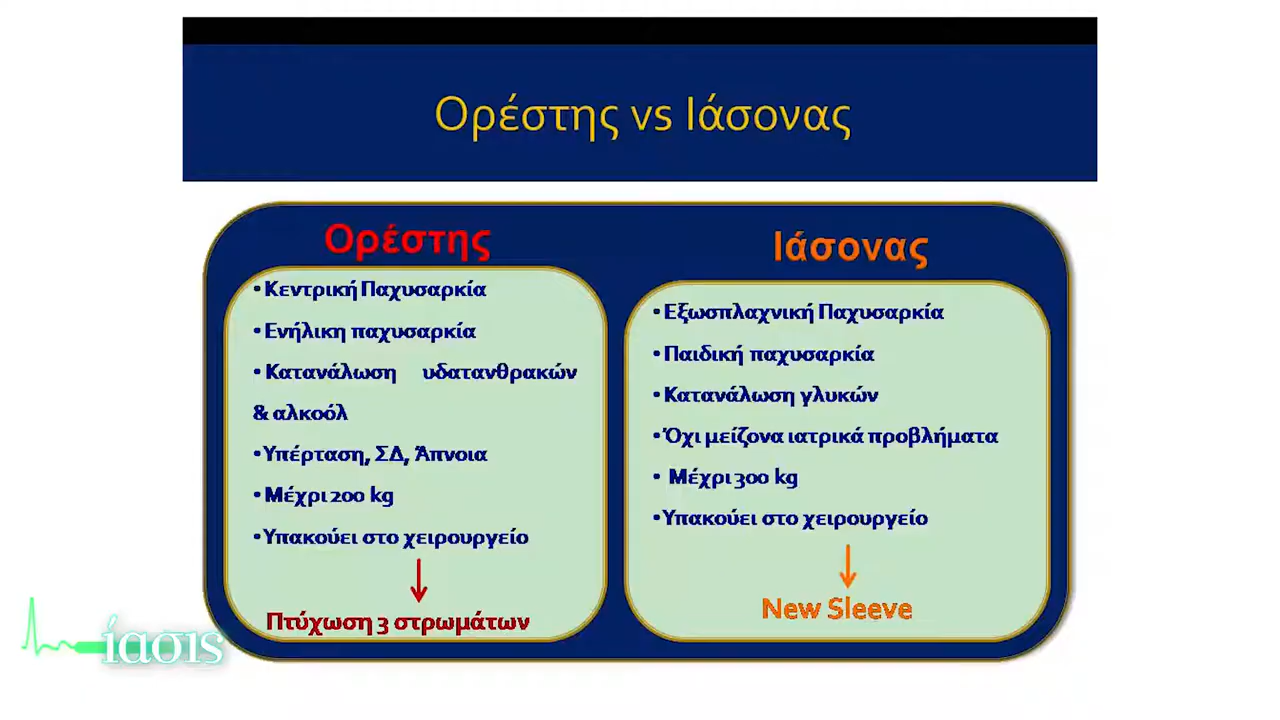 Ορέστης vs Ιάσονας
Ορέστης
• Κεντρική Παχυσαρκία
• Ενήλικη παχυσαρκία
• Κατανάλωση υδατανθρακών
& αλκοόλ
• Υπέρταση, ΣΔ, Άπνοια
• Μέχρι 200 kg
• Υπακούει στο χειρουργείο
Πτύχωση 3 στρωμάτων
Ιάσονας
• Εξωσπλαχνική Παχυσαρκία
• Παιδική παχυσαρκία
• Κατανάλωση γλυκών
• Όχι μείζονα ιατρικά προβλήματα
• Μέχρι 300 kg
• Υπακούει στο χειρουργείο
New Sleeve
ίασις